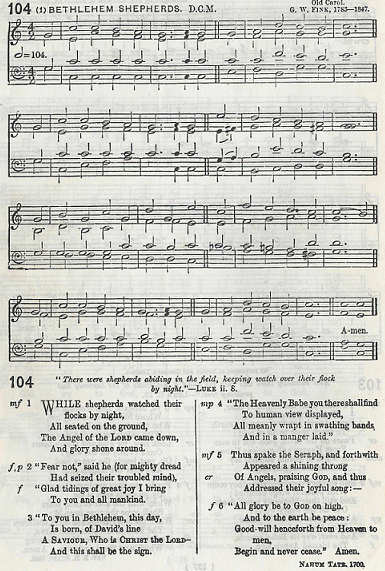 104 (1) BETHLEHEM SHEPHERDS. D.C.M.
Old Carol.
G. W. FINK, 1783—1847.
=104.
A-men.
104
"There were shepherds abiding in the field, keeping watch over their flock
by night."—LUKE ii. 8.
mf 1 WHILE shepherds watched their
flocks by night,
All seated on the ground,
The Angel of the LORD came down,
And glory shone around.
f, p 2 "Fear not," said he (for mighty dread
Had seized their troubled mind),
f "Glad tidings of great joy I bring
To you and all mankind.
3 "To you in Bethlehem, this day,
Is born, of David's line
A SAVIOUR, Who is CHRIST the LORD—
And this shall be the sign.
mp 4 "The Heavenly Babe you there shall find
To human view displayed,
All meanly wrapt in swathing bands,
And in a manger laid."
mf 5 Thus spake the Seraph, and forthwith
Appeared a shining throng
cr Of Angels, praising GOD, and thus
Addressed their joyful song:—
f 6 "All glory be to GOD on high.
And to the earth be peace:
Good-will henceforth from Heaven to
men,
Begin and never cease." Amen.
NAHUM TATE, 1700.